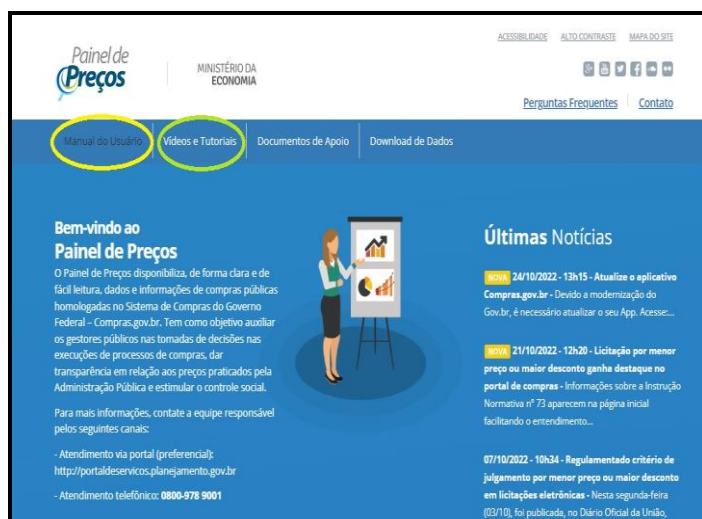 ACESSIBILIDADE ALTO CONTRASTE MAPA DO SITE
Painel de
Preços
MINISTÉRIO DA
ECONOMIA
Perguntas Frequentes Contato
Manual do Usuário Vídeos e Tutoriais Documentos de Apoio Download de Dados
Bem-vindo ao
Painel de Preços
O Painel de Preços disponibiliza, de forma clara e de
fácil leitura, dados e informações de compras públicas
homologadas no Sistema de Compras do Governo
Federal – Compras.gov.br. Tem como objetivo auxiliar
os gestores públicos nas tomadas de decisões nas
execuções de processos de compras, dar
transparência em relação aos preços praticados pela
Administração Pública e estimular o controle social.
Para mais informações, contate a equipe responsável
pelos seguintes canais:
- Atendimento via portal (preferencial):
http://portaldeservicos.planejamento.gov.br
- Atendimento telefônico: 0800-978 9001
Últimas Notícias
NOVA 24/10/2022 - 13h15 - Atualize o aplicativo
Compras.gov.br - Devido a modernização do
Gov.br, é necessário atualizar o seu App. Acesse:...
NOVA 21/10/2022 - 12h20 - Licitação por menor
preço ou maior desconto ganha destaque no
portal de compras - Informações sobre a Instrução
Normativa nº 73 aparecem na página inicial
facilitando o entendimento...
07/10/2022 - 10h34 - Regulamentado critério de
julgamento por menor preço ou maior desconto
em licitações eletrônicas - Nesta segunda-feira
(03/10), foi publicada, no Diário Oficial da União,